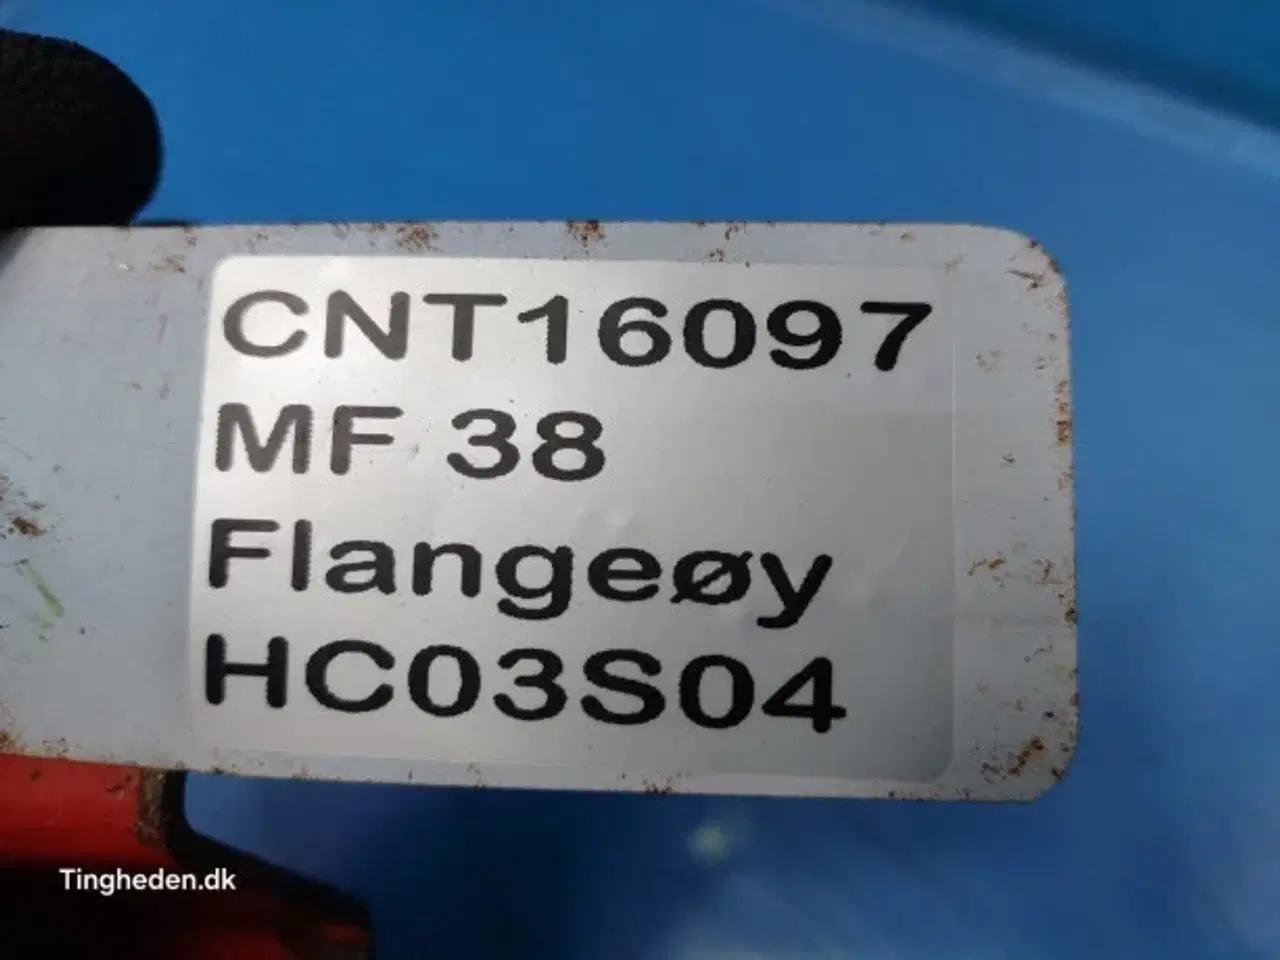 CNT16097
MF 38
Flangeøy
HC03S04
Tingheden.dk